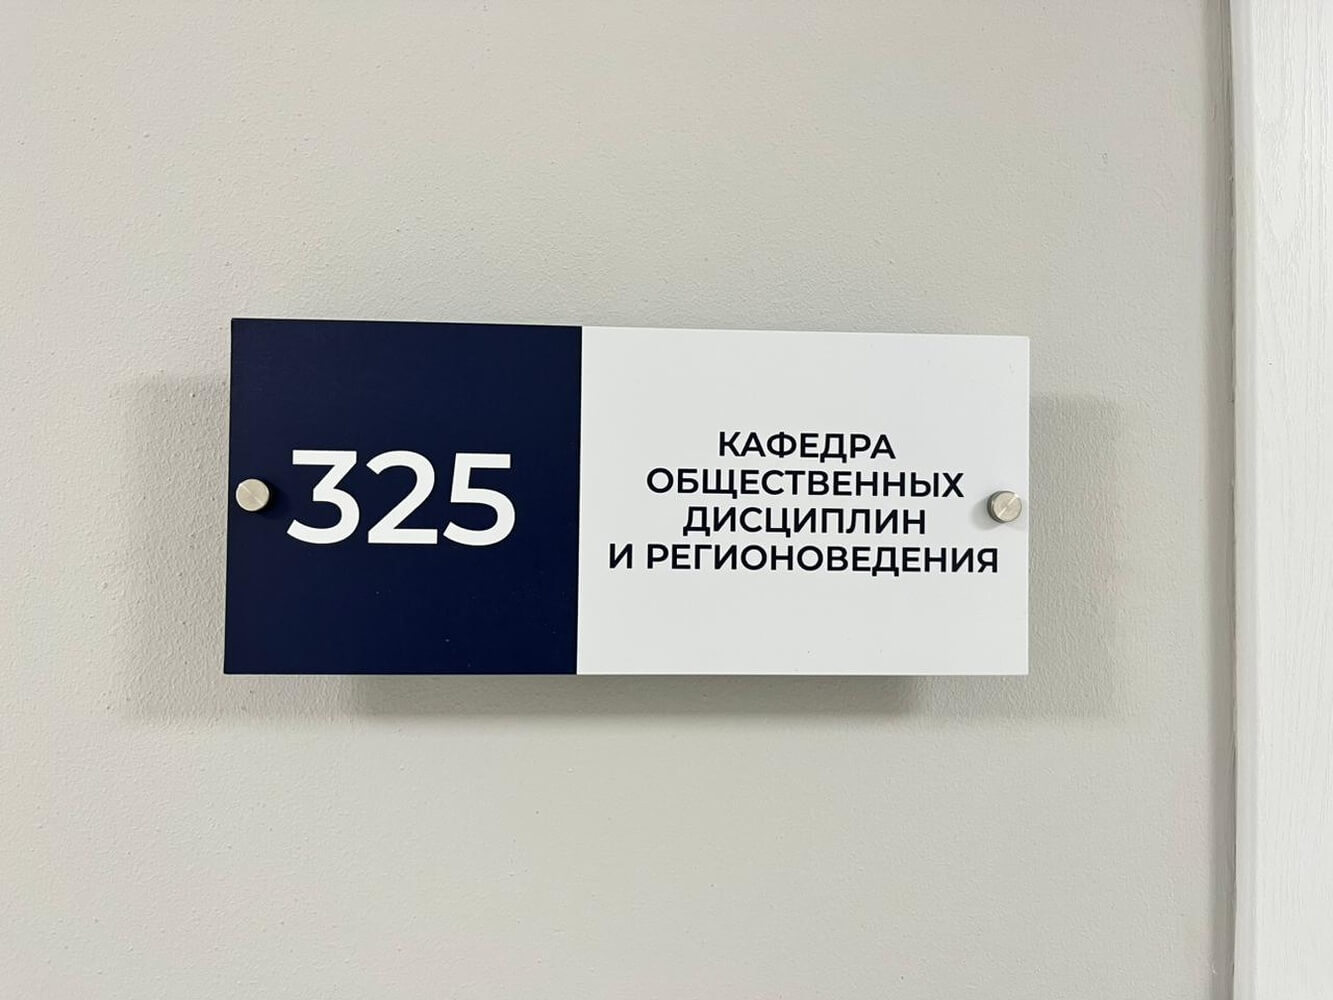 325
КАФЕДРА
ОБЩЕСТВЕННЫХ
ДИСЦИПЛИН
И РЕГИОНОВЕДЕНИЯ